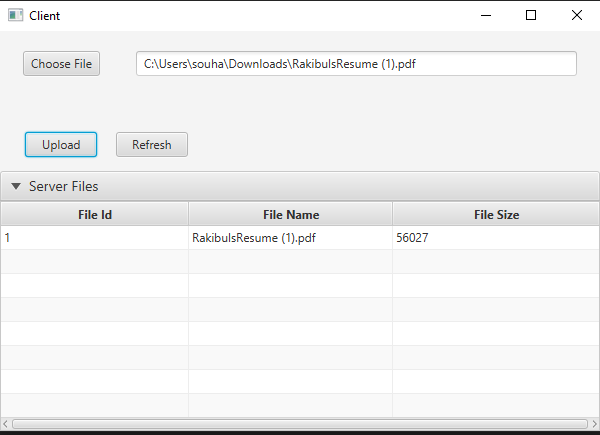 Client
Choose File C:\Users\souha\Downloads\RakibulsResume (1).pdf
Upload Refresh
Server Files
File Id File Name File Size
1 RakibulsResume (1).pdf 56027